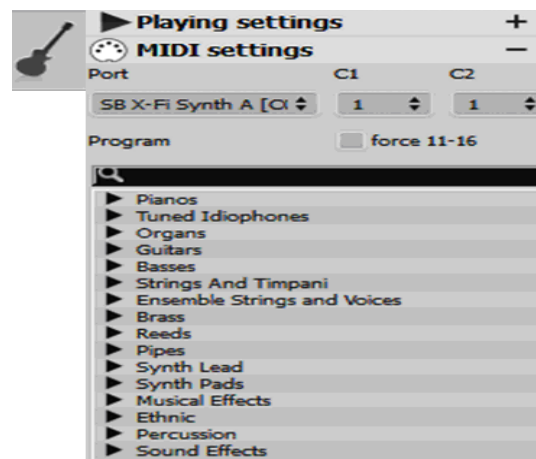 Playing settings +
MIDI settings –
Port C1 C2
SB X-Fi Synth A [O 1 1
Program force 11-16
Pianos
Tuned Idiophones
Organs
Guitars
Basses
Strings And Timpani
Ensemble Strings and Voices
Brass
Reeds
Pipes
Synth Lead
Synth Pads
Musical Effects
Ethnic
Percussion
Sound Effects